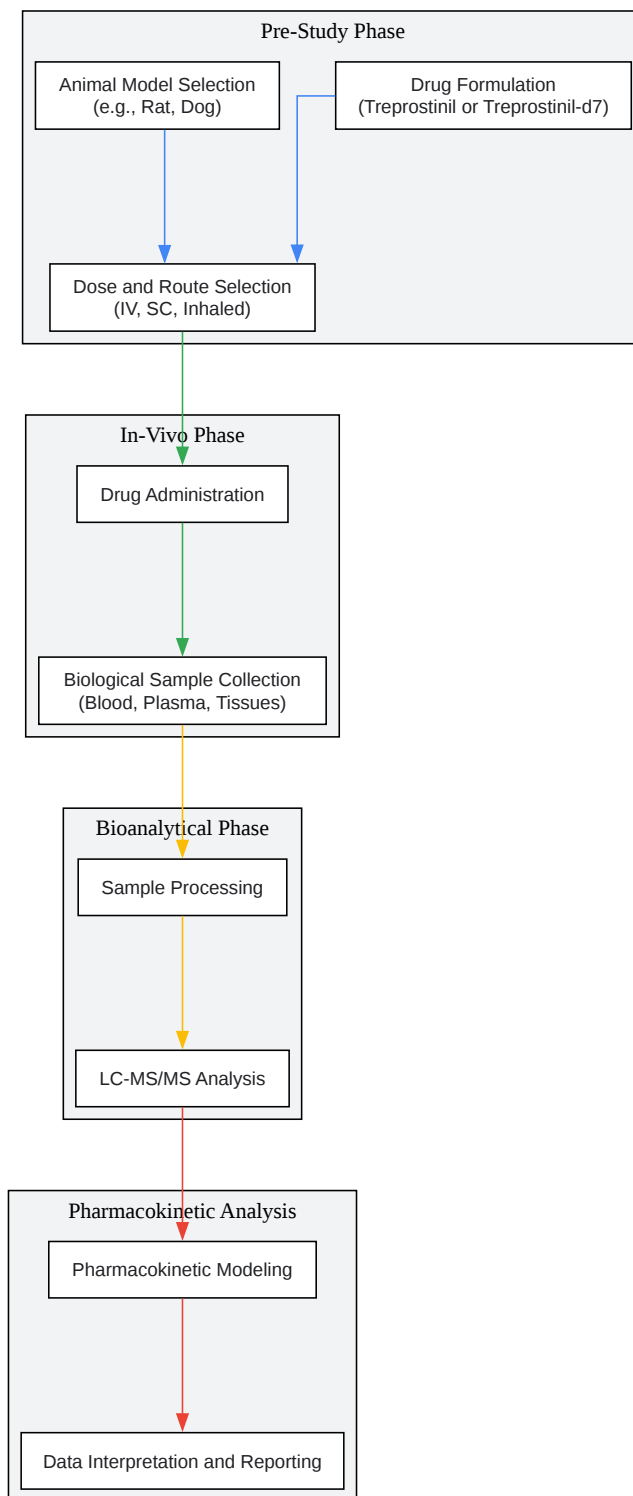 Pre-Study Phase
Animal Model Selection
(e.g., Rat, Dog)
Drug Formulation
(Treprostinil or Treprostinil-d7)
Dose and Route Selection
(IV, SC, Inhaled)
In-Vivo Phase
Drug Administration
Biological Sample Collection
(Blood, Plasma, Tissues)
Bioanalytical Phase
Sample Processing
LC-MS/MS Analysis
Pharmacokinetic Analysis
Pharmacokinetic Modeling
Data Interpretation and Reporting